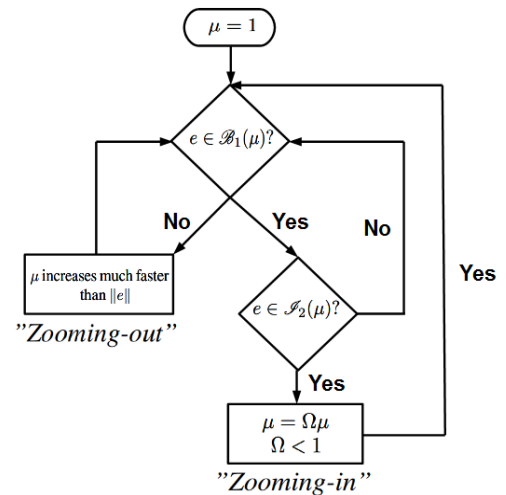 μ = 1
e ∈ ℬ₁(μ)?
No
Yes
No
Yes
μ increases much faster
than ‖e‖
e ∈ ℐ₂(μ)?
"Zooming-out"
Yes
μ = Ωμ
Ω < 1
"Zooming-in"